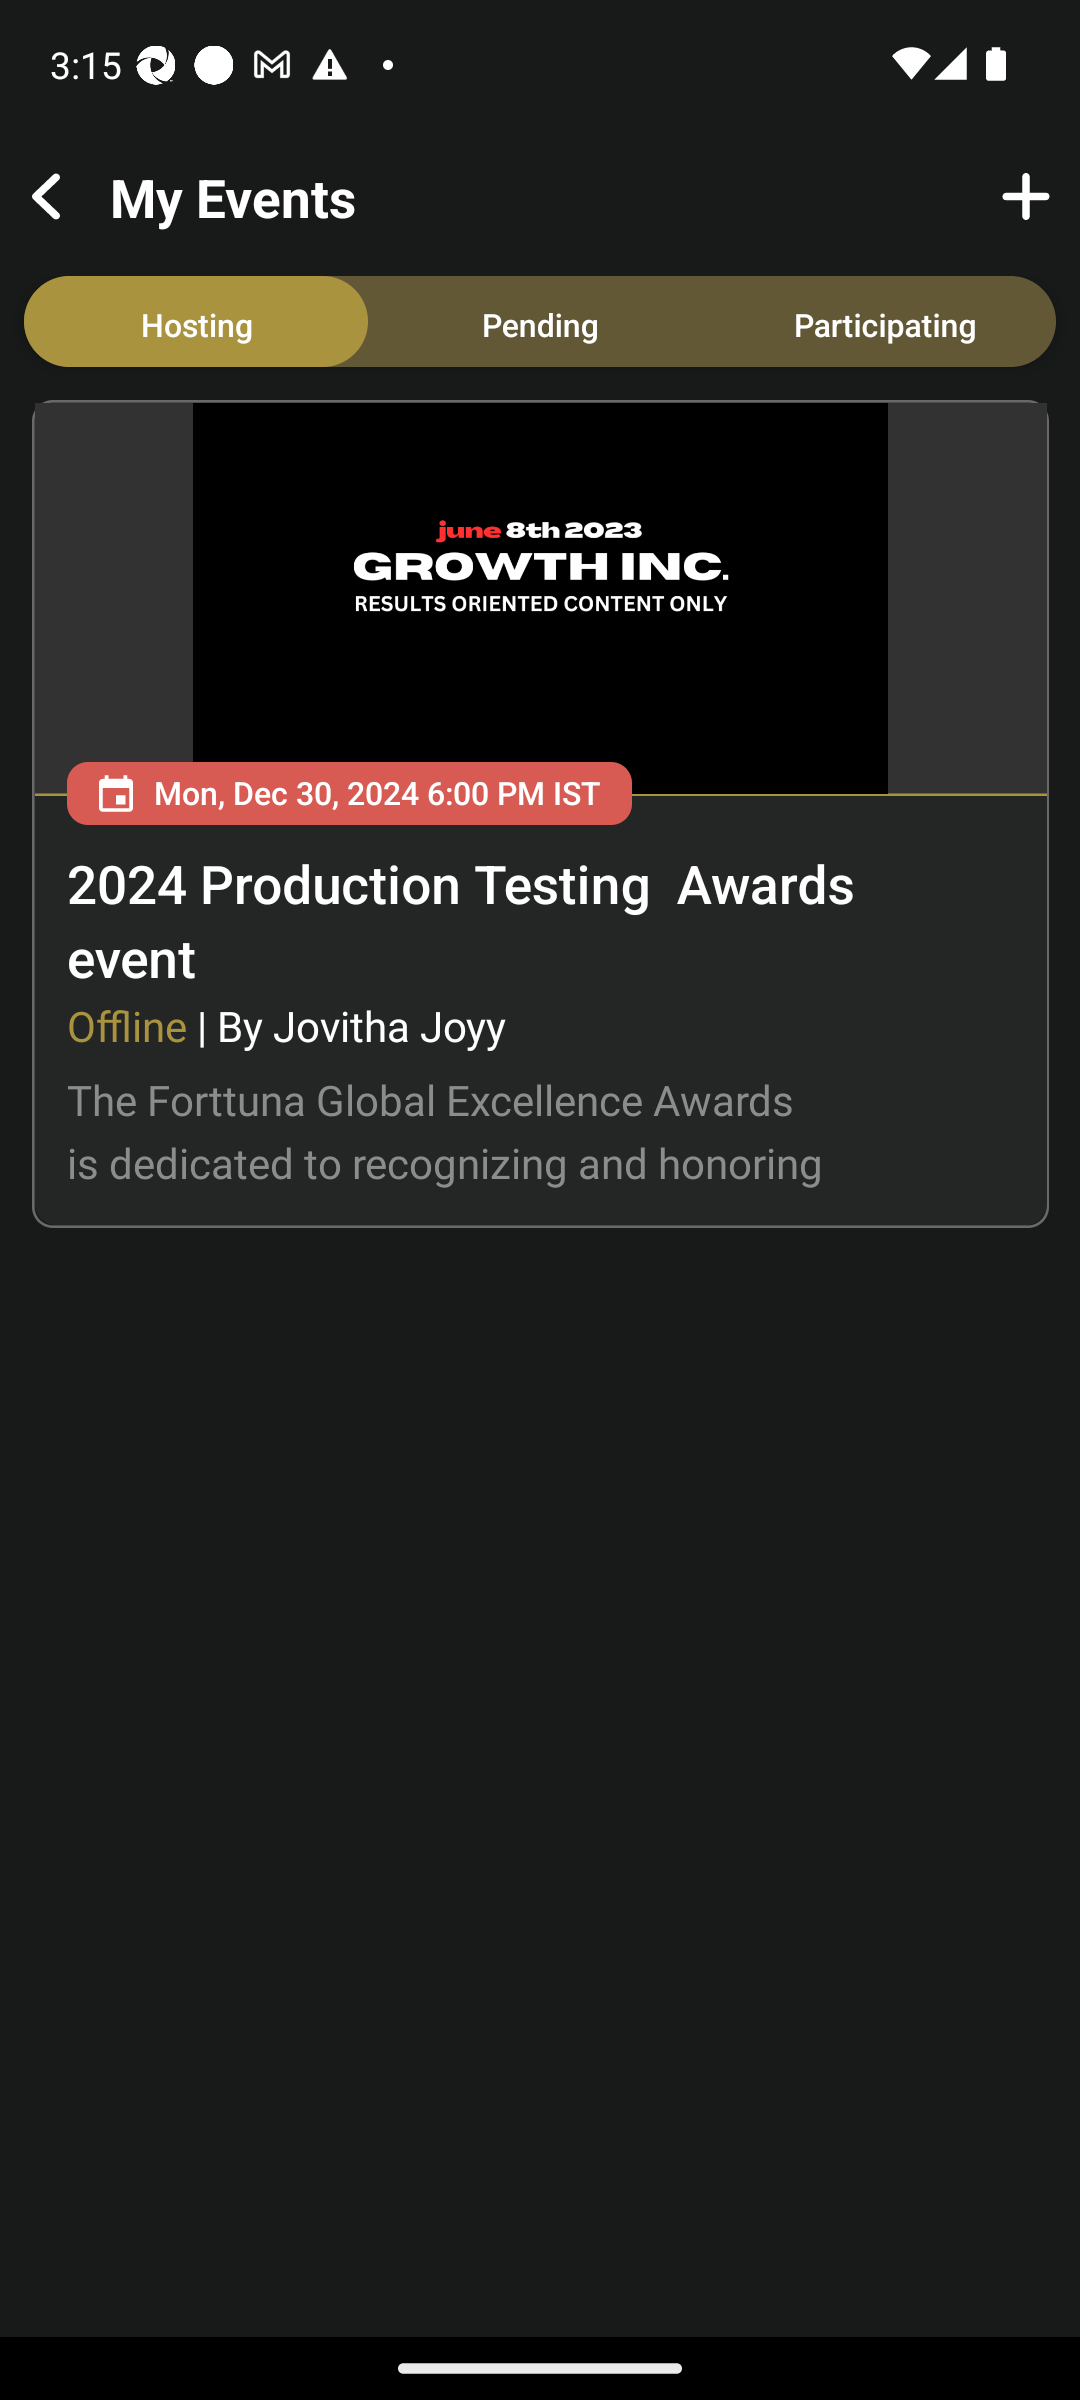 3:15
My Events
Hosting Pending Participating
june 8th 2023
GROWTH INC.
RESULTS ORIENTED CONTENT ONLY
Mon, Dec 30, 2024 6:00 PM IST
2024 Production Testing  Awards
event
Offline | By Jovitha Joyy
The Forttuna Global Excellence Awards
is dedicated to recognizing and honoring